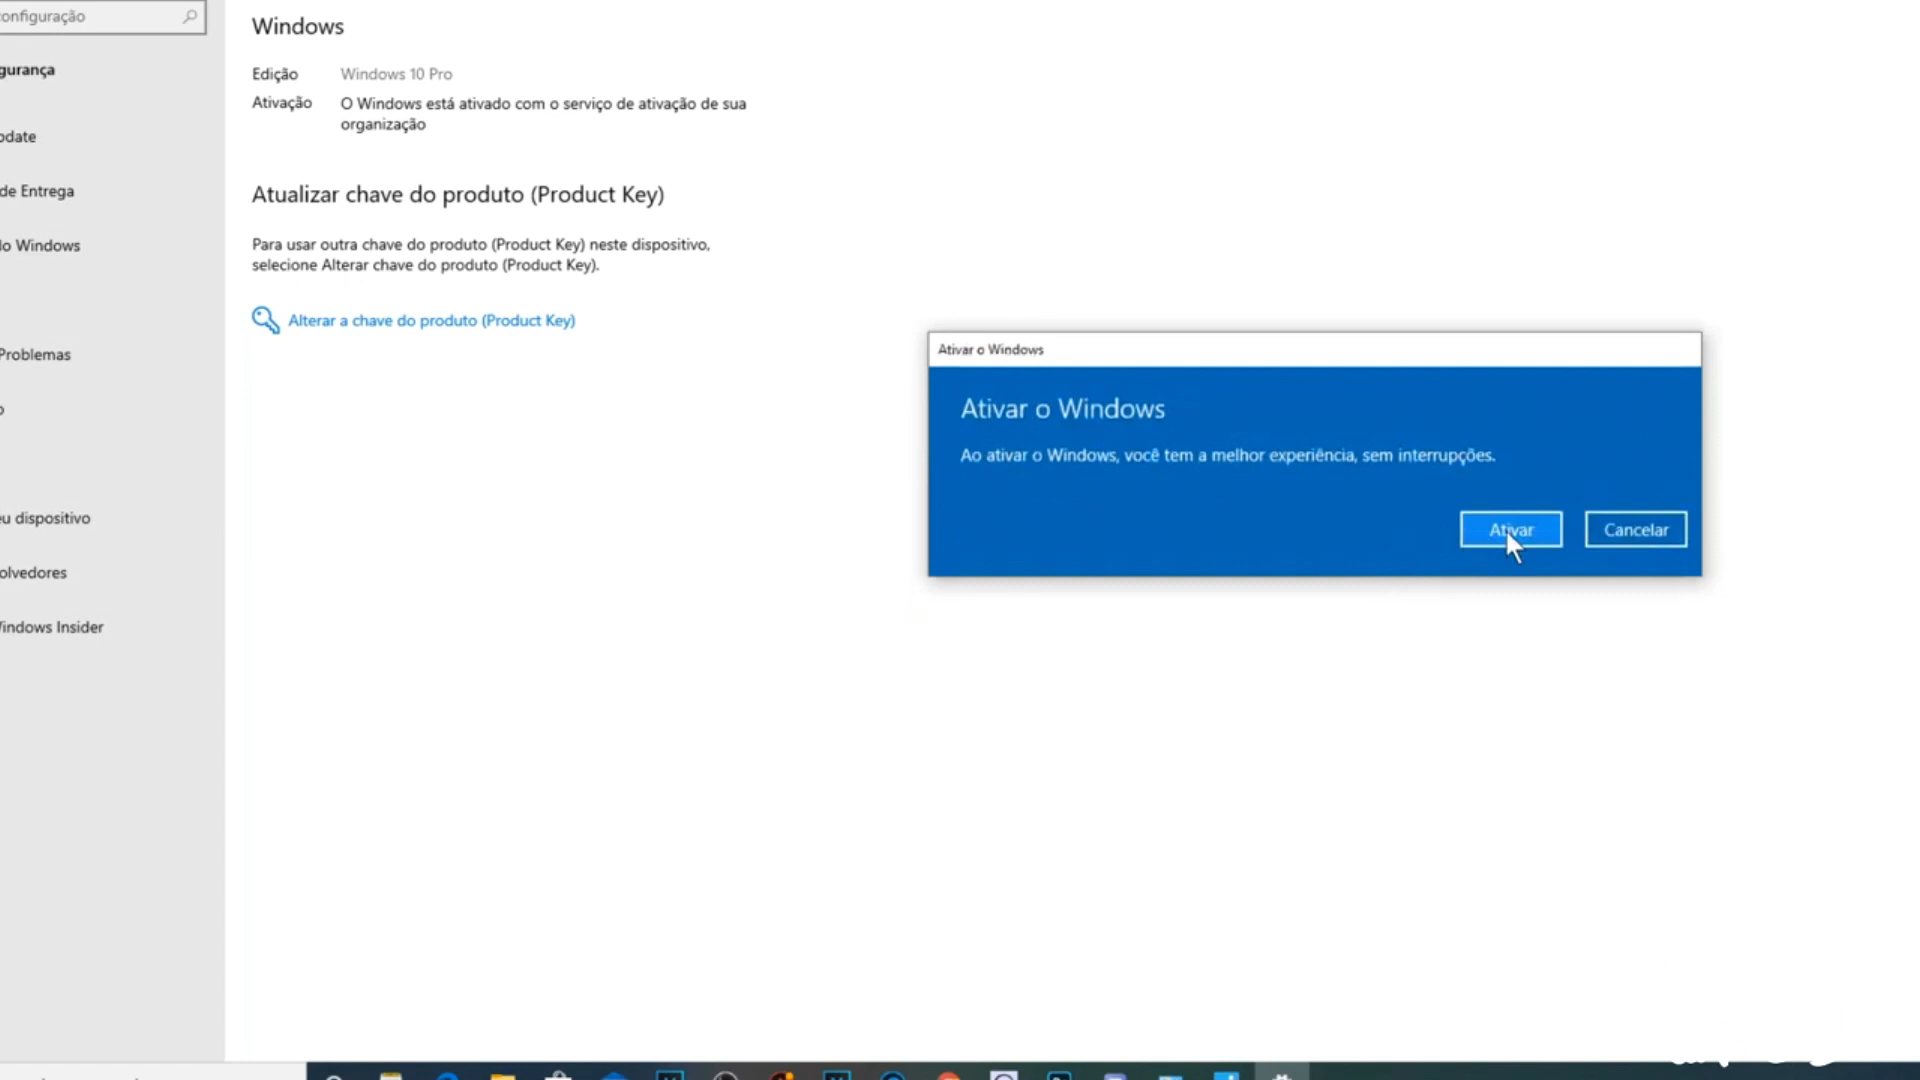 onfiguração
Windows
gurança
Edição Windows 10 Pro
Ativação O Windows está ativado com o serviço de ativação de sua
organização
date
de Entrega
Atualizar chave do produto (Product Key)
Para usar outra chave do produto (Product Key) neste dispositivo,
selecione Alterar chave do produto (Product Key).
o Windows
Alterar a chave do produto (Product Key)
Problemas
o
u dispositivo
olvedores
Windows Insider
Ativar o Windows
Ativar o Windows
Ao ativar o Windows, você tem a melhor experiência, sem interrupções.
Ativar Cancelar